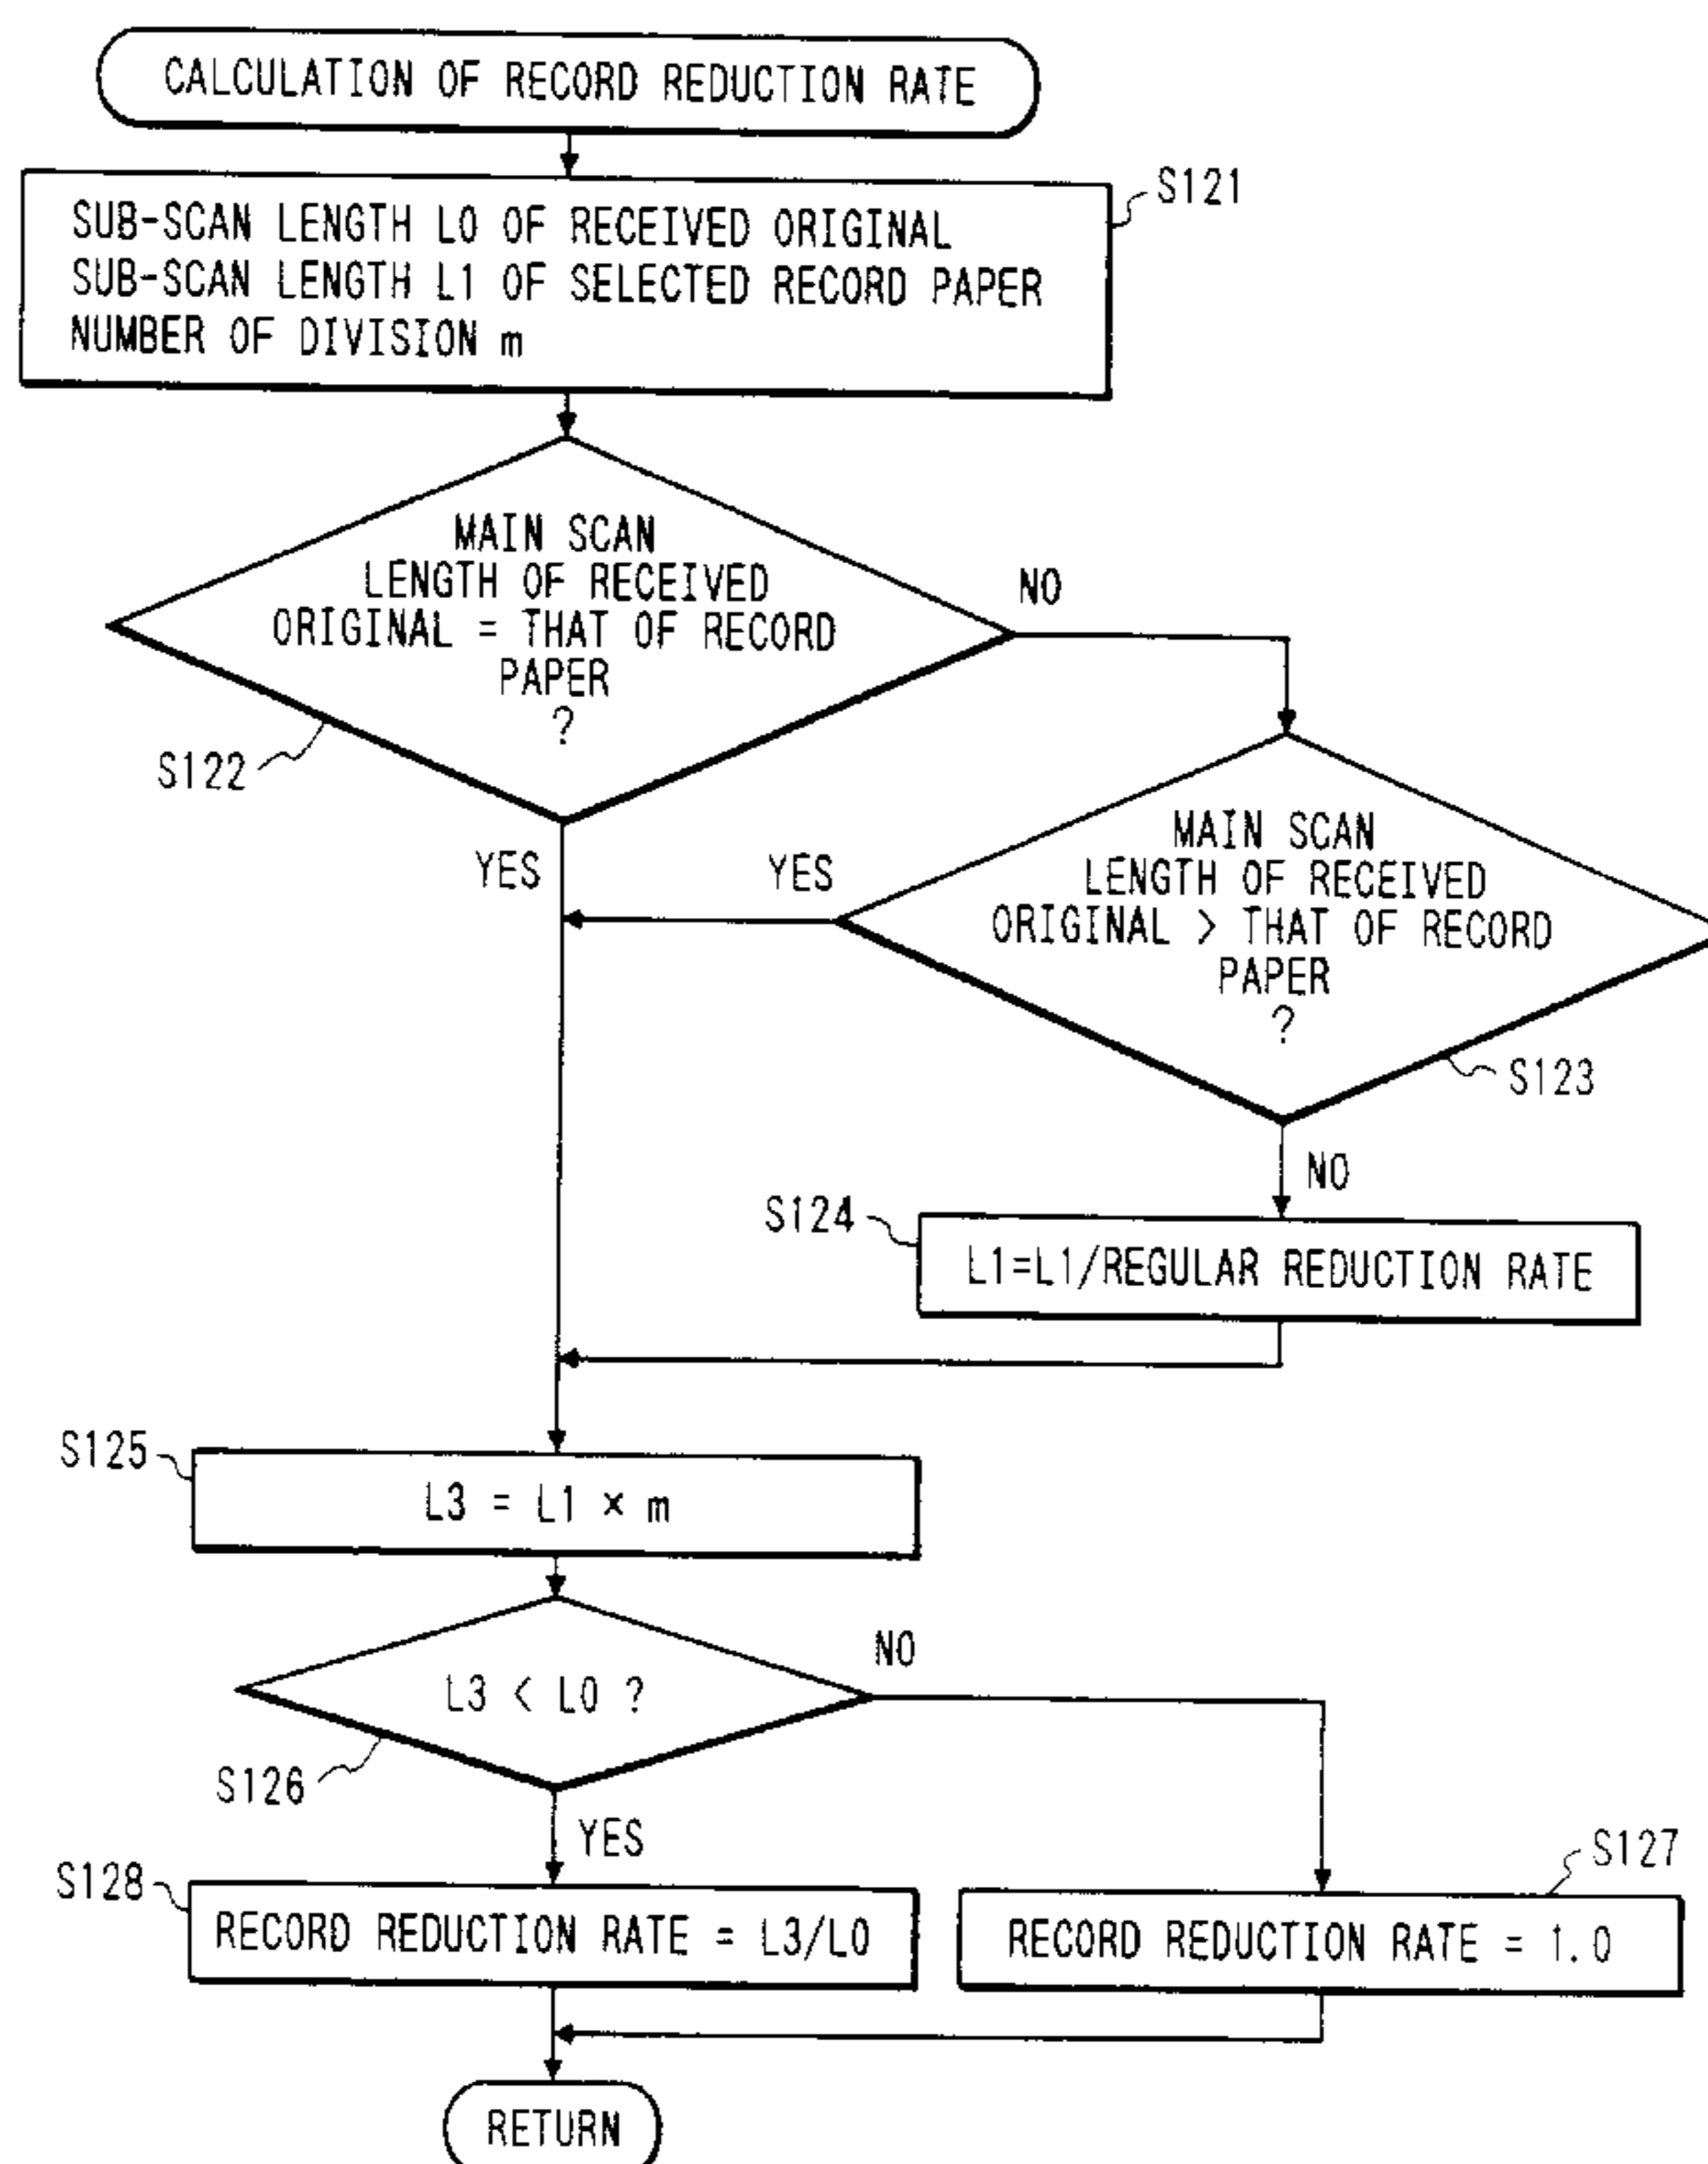 CALCULATION OF RECORD REDUCTION RATE
S121
SUB-SCAN LENGTH L0 OF RECEIVED ORIGINAL
SUB-SCAN LENGTH L1 OF SELECTED RECORD PAPER
NUMBER OF DIVISION m
MAIN SCAN
LENGTH OF RECEIVED
ORIGINAL = THAT OF RECORD
PAPER
?
NO
S122
YES
YES
MAIN SCAN
LENGTH OF RECEIVED
ORIGINAL > THAT OF RECORD
PAPER
?
S123
NO
S124
L1=L1/REGULAR REDUCTION RATE
S125
L3 = L1 × m
L3 < L0 ?
NO
S126
YES
S128
RECORD REDUCTION RATE = L3/L0
S127
RECORD REDUCTION RATE = 1.0
RETURN